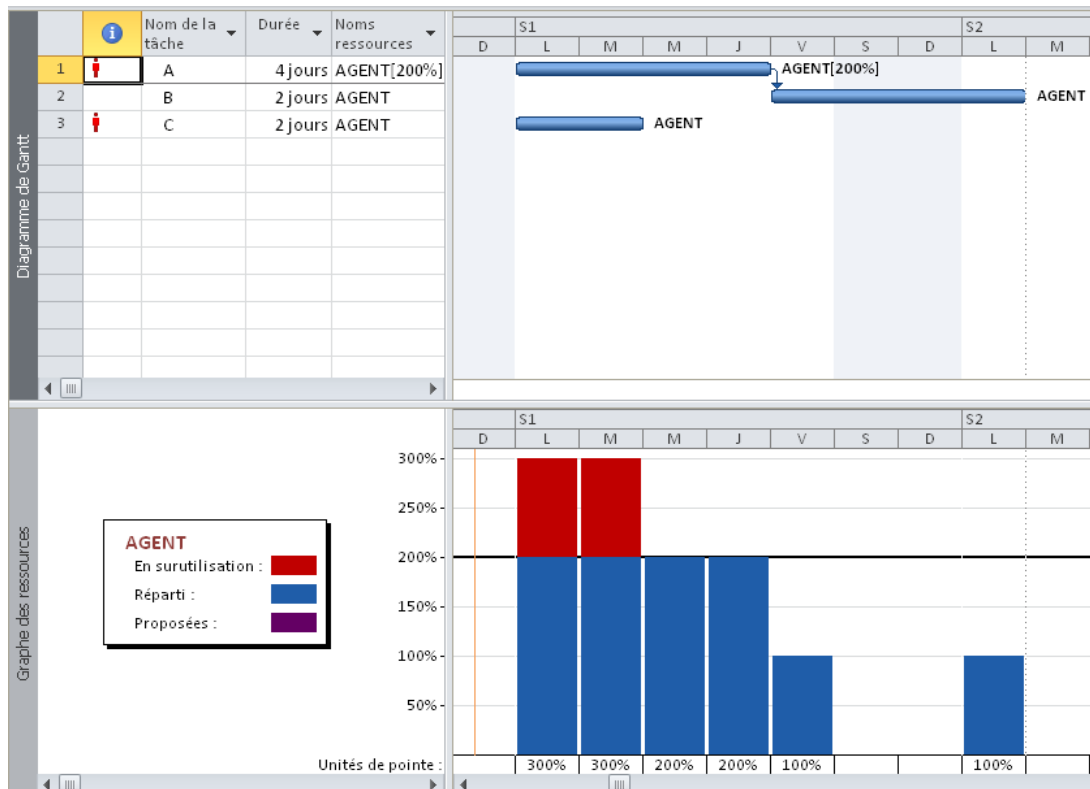 Nom de la tâche Durée Noms ressources
S1 S2
D L M M J V S D L M
1 A 4 jours AGENT[200%]
2 B 2 jours AGENT
3 C 2 jours AGENT
AGENT[200%]
AGENT
AGENT
Diagramme de Gantt
S1 S2
D L M M J V S D L M
300%
250%
200%
150%
100%
50%
AGENT
En surutilisation :
Réparti :
Proposées :
Unités de pointe : 300% 300% 200% 200% 100% 100%
Graphe des ressources